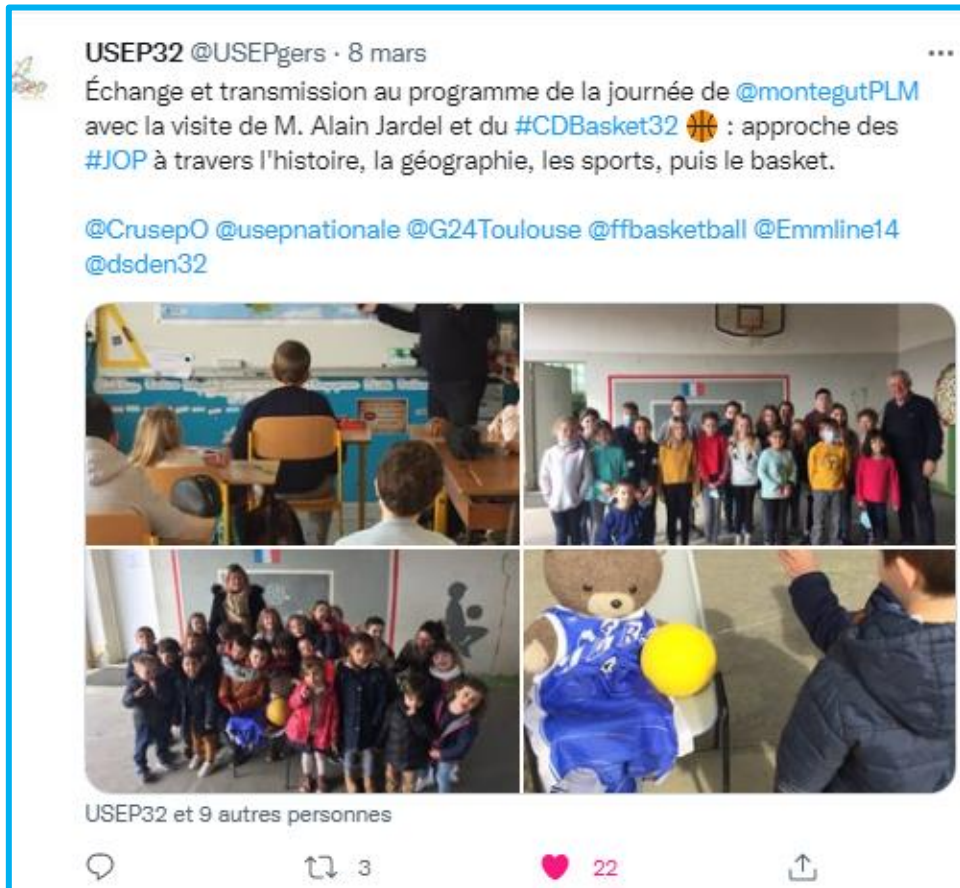 USEP32 @USEPgers · 8 mars
Échange et transmission au programme de la journée de @montegutPLM
avec la visite de M. Alain Jardel et du #CDBasket32 🏀 : approche des
#JOP à travers l'histoire, la géographie, les sports, puis le basket.
@CrusepO @usepnationale @G24Toulouse @ffbasketball @Emmline14
@dsden32
USEP32 et 9 autres personnes
3 22